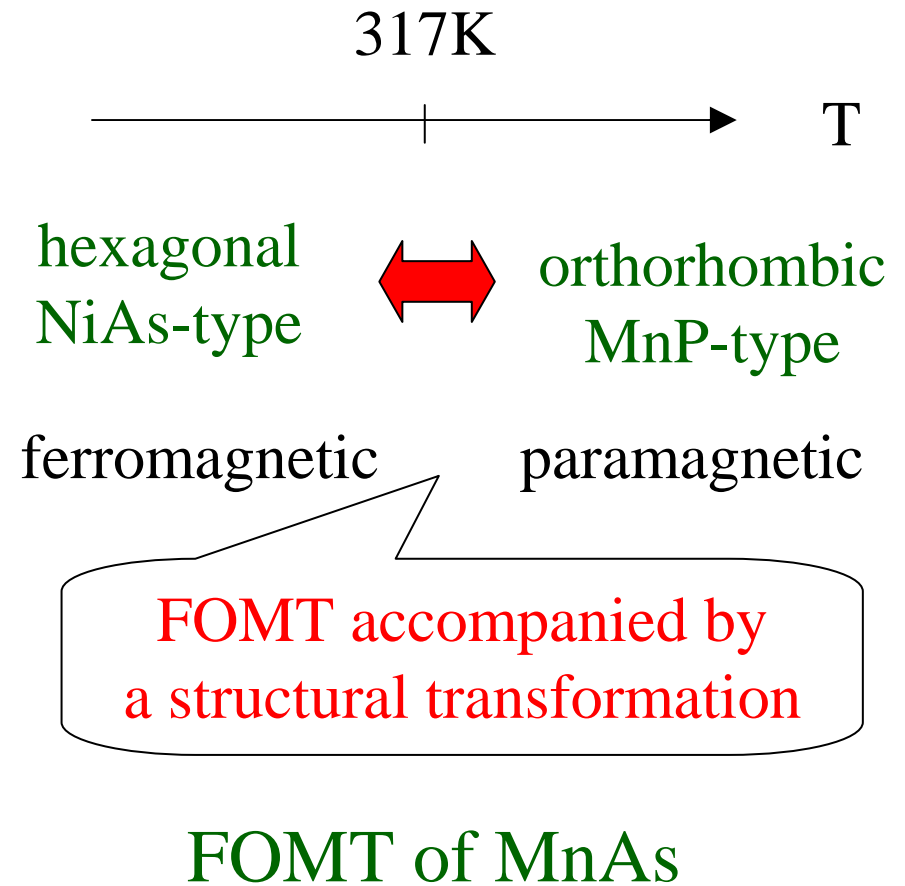 317K
T
hexagonal
NiAs-type
orthorhombic
MnP-type
ferromagnetic
paramagnetic
FOMT accompanied by
a structural transformation
FOMT of MnAs